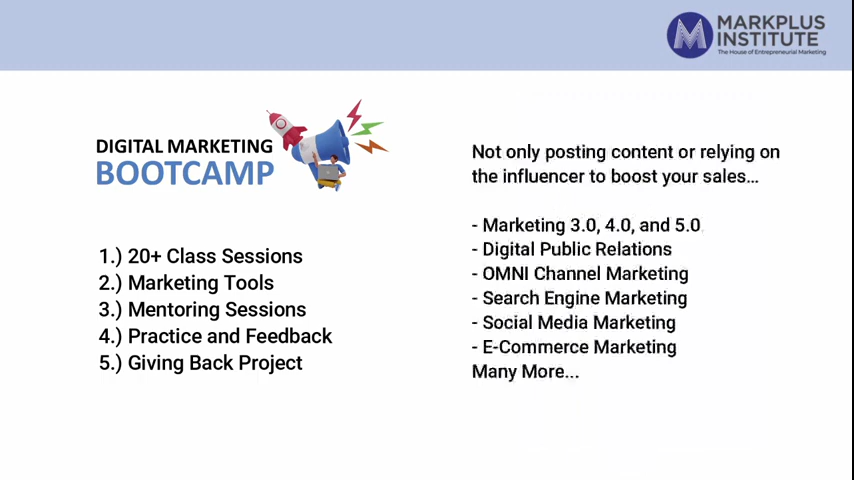 MARKPLUS
INSTITUTE
The House of Entrepreneurial Marketing
DIGITAL MARKETING
BOOTCAMP
1.) 20+ Class Sessions
2.) Marketing Tools
3.) Mentoring Sessions
4.) Practice and Feedback
5.) Giving Back Project
Not only posting content or relying on
the influencer to boost your sales...
- Marketing 3.0, 4.0, and 5.0
- Digital Public Relations
- OMNI Channel Marketing
- Search Engine Marketing
- Social Media Marketing
- E-Commerce Marketing
Many More...